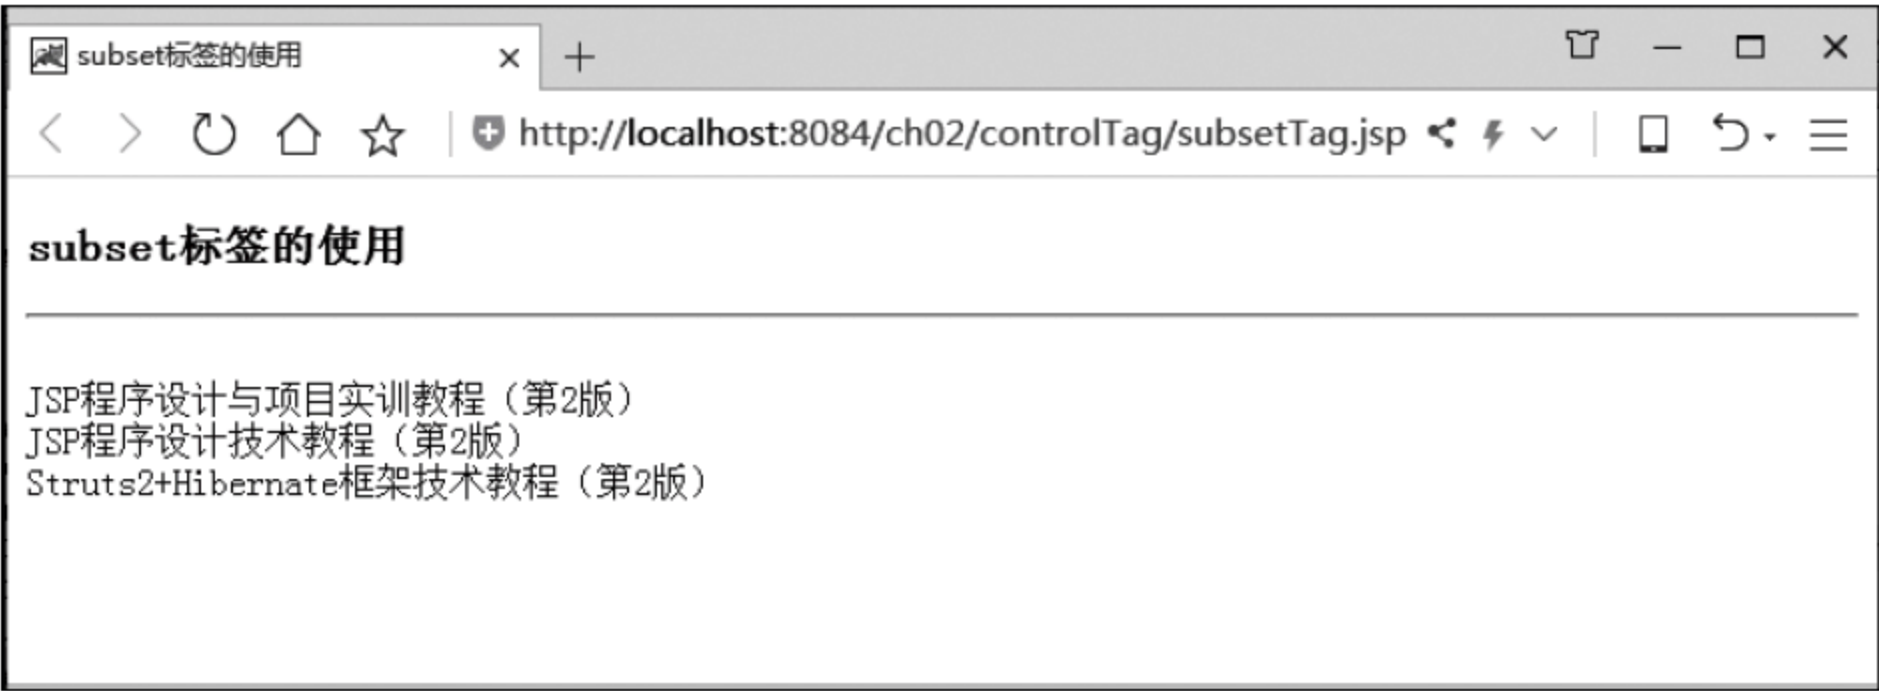 subset标签的使用
http://localhost:8084/ch02/controlTag/subsetTag.jsp
subset标签的使用
JSP程序设计与项目实训教程（第2版）
JSP程序设计技术教程（第2版）
Struts2+Hibernate框架技术教程（第2版）